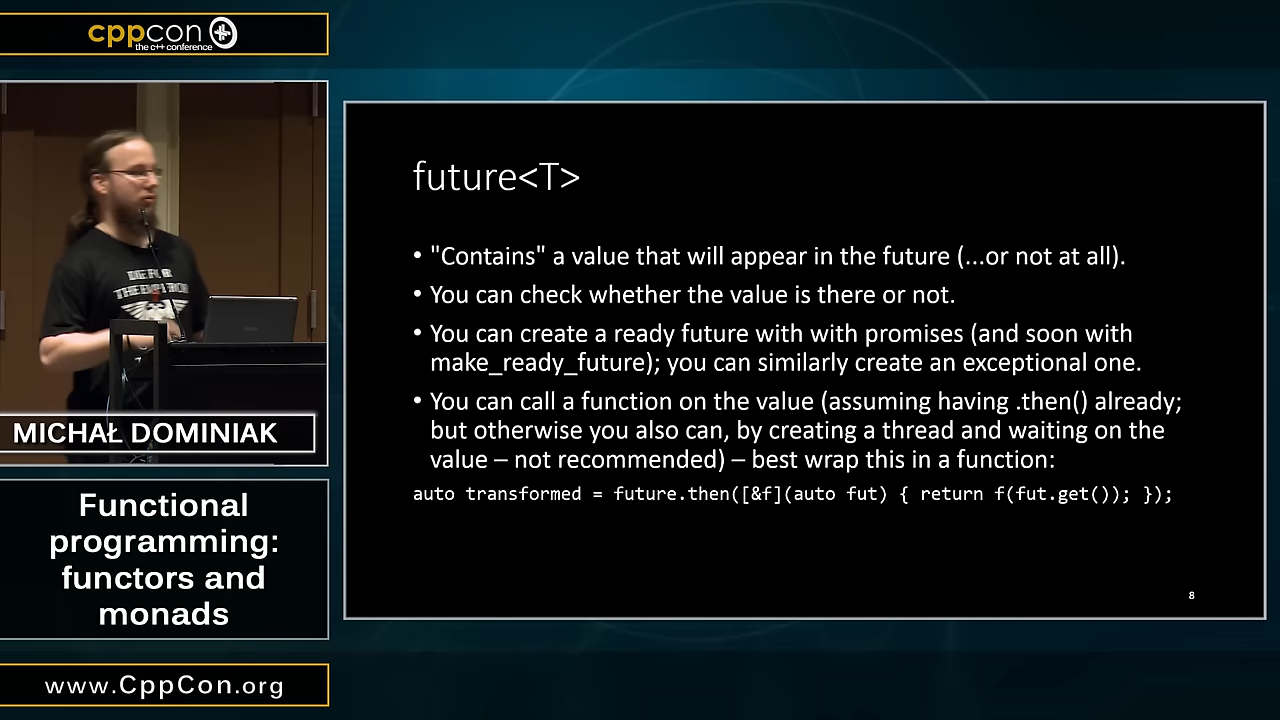 cppcon
the c++ conference
future<T>
• "Contains" a value that will appear in the future (...or not at all).
• You can check whether the value is there or not.
• You can create a ready future with with promises (and soon with
make_ready_future); you can similarly create an exceptional one.
• You can call a function on the value (assuming having .then() already;
but otherwise you also can, by creating a thread and waiting on the
value – not recommended) – best wrap this in a function:
auto transformed = future.then([&f](auto fut) { return f(fut.get()); });
8
DIE FOR
THE EMPEROR
MICHAŁ DOMINIAK
Functional
programming:
functors and
monads
www.CppCon.org